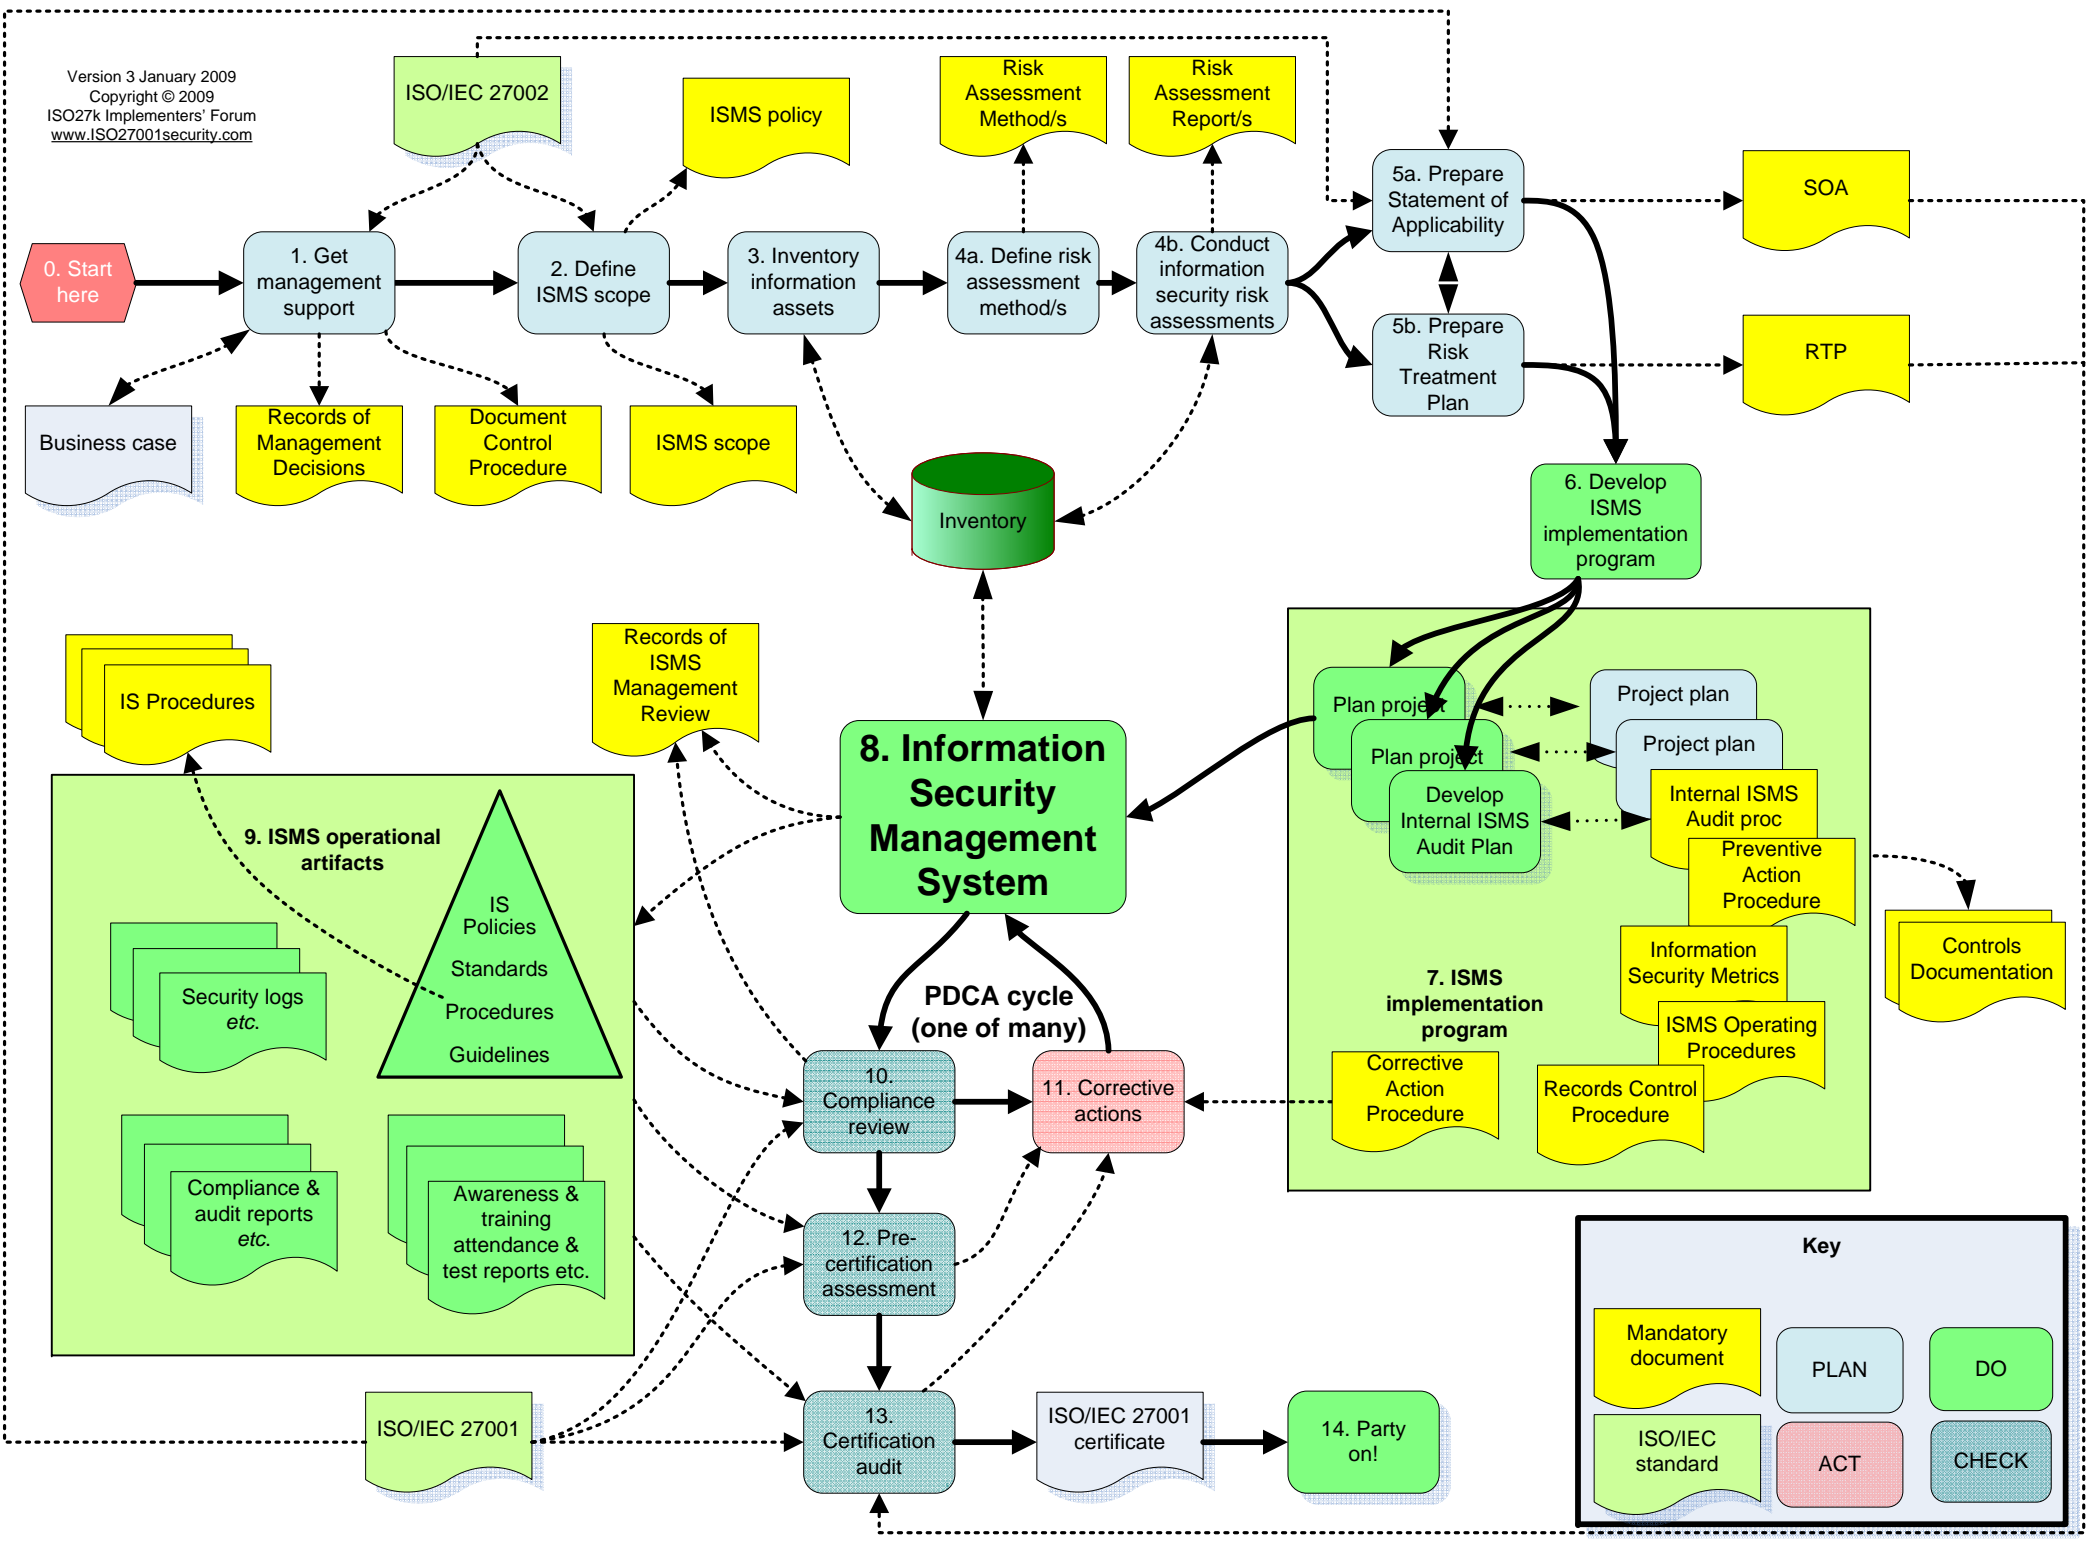 Version 3 January 2009
Copyright © 2009
ISO27k Implementers' Forum
www.ISO27001security.com
ISO/IEC 27002
ISMS policy
Risk
Assessment
Method/s
Risk
Assessment
Report/s
5a. Prepare
Statement of
Applicability
SOA
0. Start
here
1. Get
management
support
2. Define
ISMS scope
3. Inventory
information
assets
4a. Define risk
assessment
method/s
4b. Conduct
information
security risk
assessments
5b. Prepare
Risk
Treatment
Plan
RTP
Business case
Records of
Management
Decisions
Document
Control
Procedure
ISMS scope
Inventory
6. Develop
ISMS
implementation
program
IS Procedures
Records of
ISMS
Management
Review
8. Information
Security
Management
System
Plan project
Plan project
Develop
Internal ISMS
Audit Plan
Project plan
Project plan
Internal ISMS
Audit proc
Preventive
Action
Procedure
Information
Security Metrics
ISMS Operating
Procedures
Records Control
Procedure
Corrective
Action
Procedure
7. ISMS
implementation
program
Controls
Documentation
9. ISMS operational
artifacts
IS
Policies
Standards
Procedures
Guidelines
Security logs
etc.
Compliance &
audit reports
etc.
Awareness &
training
attendance &
test reports etc.
PDCA cycle
(one of many)
10.
Compliance
review
11. Corrective
actions
12. Pre-
certification
assessment
ISO/IEC 27001
13.
Certification
audit
ISO/IEC 27001
certificate
14. Party
on!
Key
Mandatory
document
PLAN
DO
ISO/IEC
standard
ACT
CHECK